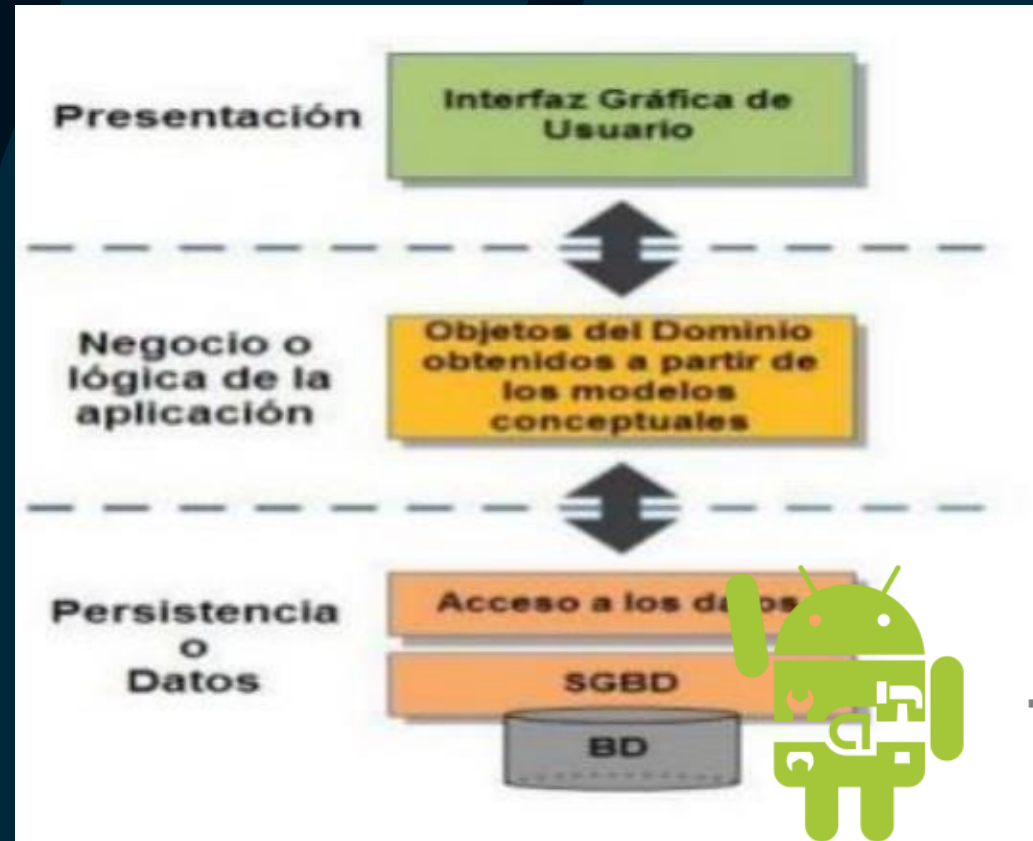 Presentación
Interfaz Gráfica de
Usuario
Negocio o
lógica de la
aplicación
Objetos del Dominio
obtenidos a partir de
los modelos
conceptuales
Persistencia
o
Datos
Acceso a los datos
SGBD
BD